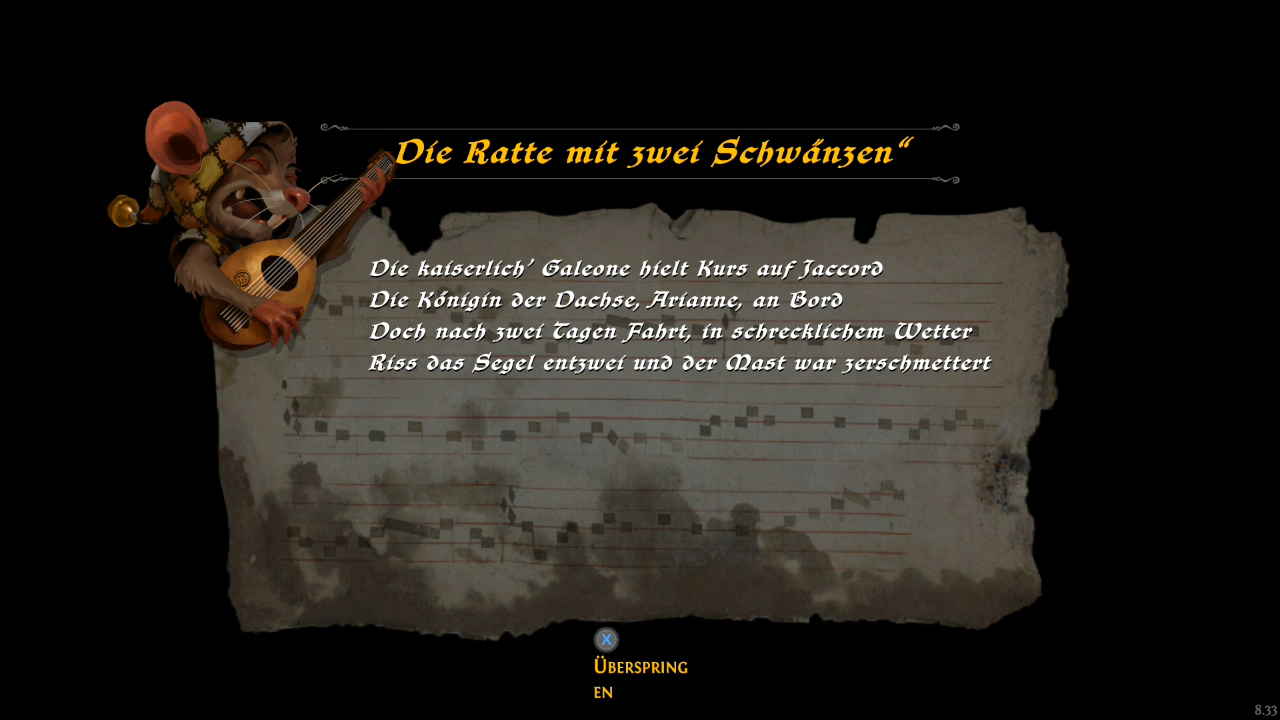 Die Ratte mit zwei Schwänzen“
Die kaiserlich’ Galeone hielt Kurs auf Jaccord
Die Königin der Dachse, Arianne, an Bord
Doch nach zwei Tagen Fahrt, in schrecklichem Wetter
Riss das Segel entzwei und der Mast war zerschmettert
X
Überspring
en
8.33